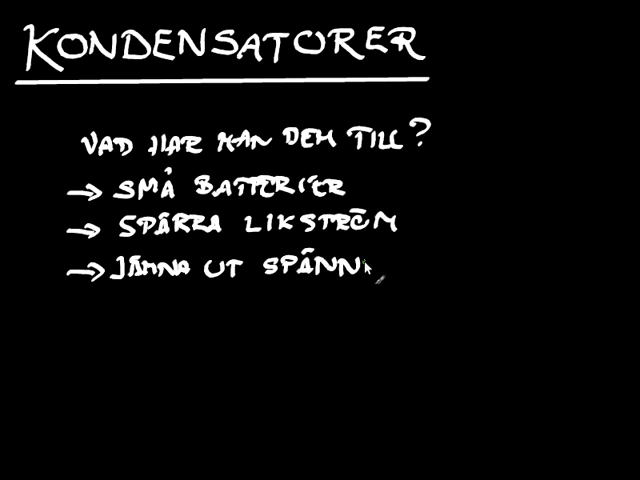 KONDENSATORER
VAD HAR MAN DEM TILL?
→ SMÅ BATTERIER
→ SPÄRRA LIKSTRÖM
→ JÄMNA UT SPÄNN